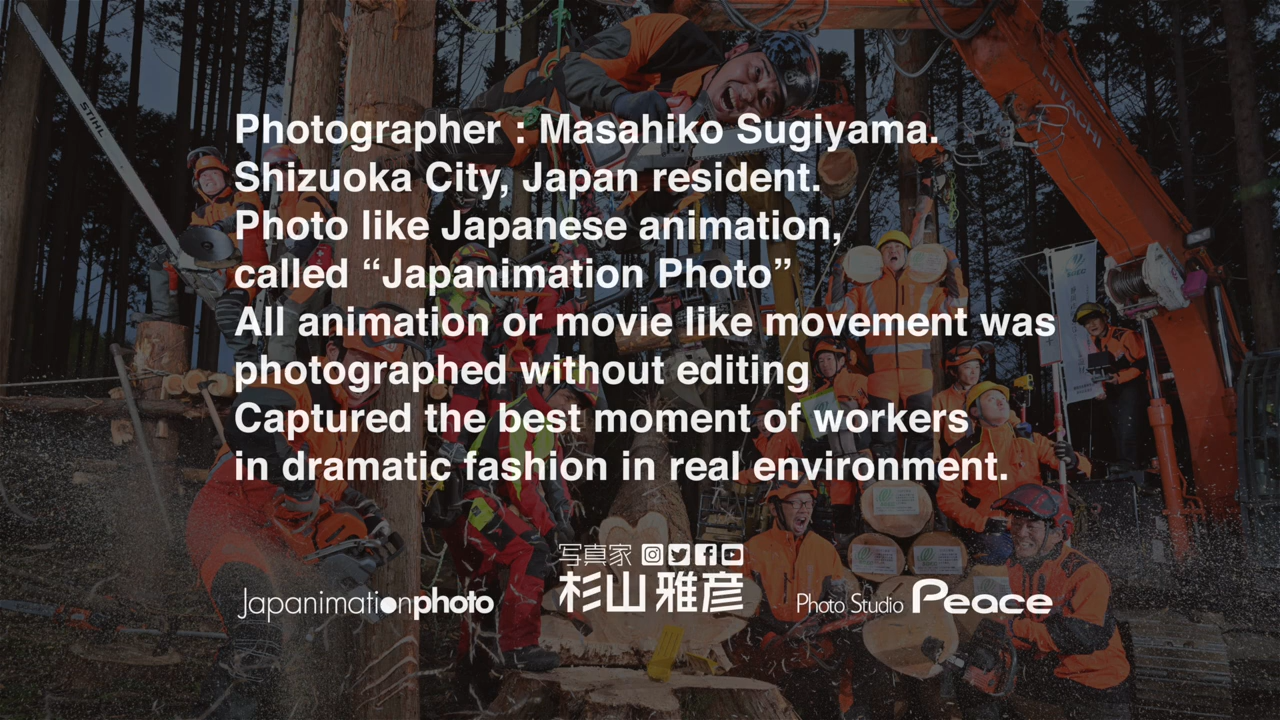 Photographer : Masahiko Sugiyama.
Shizuoka City, Japan resident.
Photo like Japanese animation,
called “Japanimation Photo”
All animation or movie like movement was
photographed without editing
Captured the best moment of workers
in dramatic fashion in real environment.
写真家
杉山雅彦
Japanimationphoto
Photo Studio Peace
STIHL
HITACHI